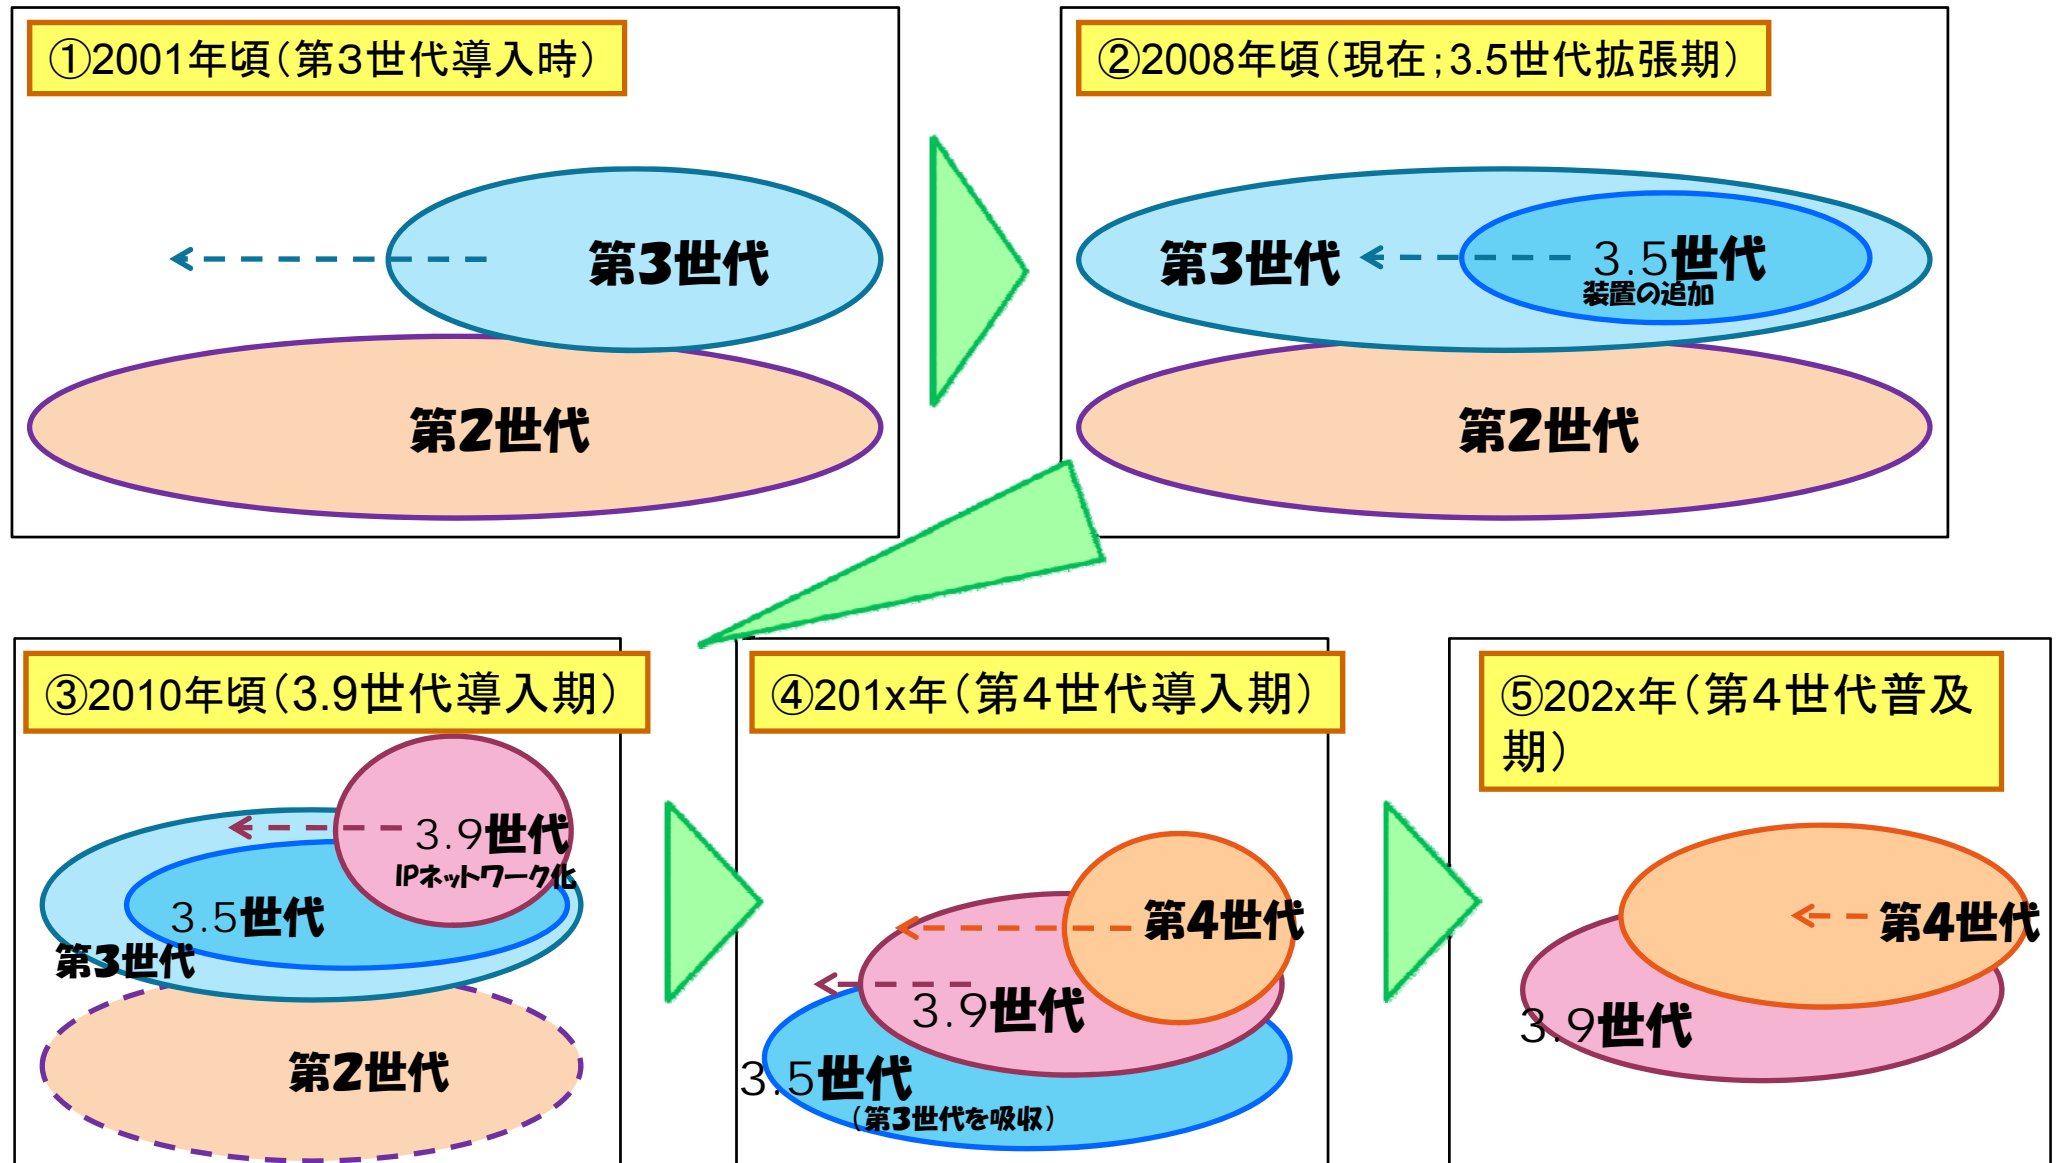 ①2001年頃（第３世代導入時）
第3世代
第2世代
②2008年頃（現在；3.5世代拡張期）
第3世代
3.5世代
装置の追加
第2世代
③2010年頃（3.9世代導入期）
3.9世代
IPネットワーク化
3.5世代
第3世代
第2世代
④201x年（第４世代導入期）
第4世代
3.9世代
3.5世代
（第3世代を吸収）
⑤202x年（第４世代普及
期）
第4世代
3.9世代